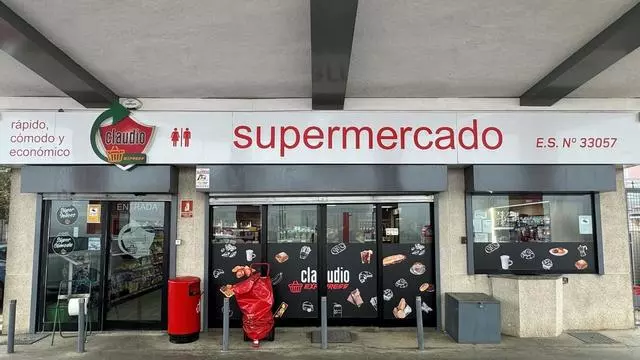 rápido,
cómodo y
económico
claudio
EXPRESS
supermercado
E.S. Nº 33057
ENTRADA
claudio
EXPRESS